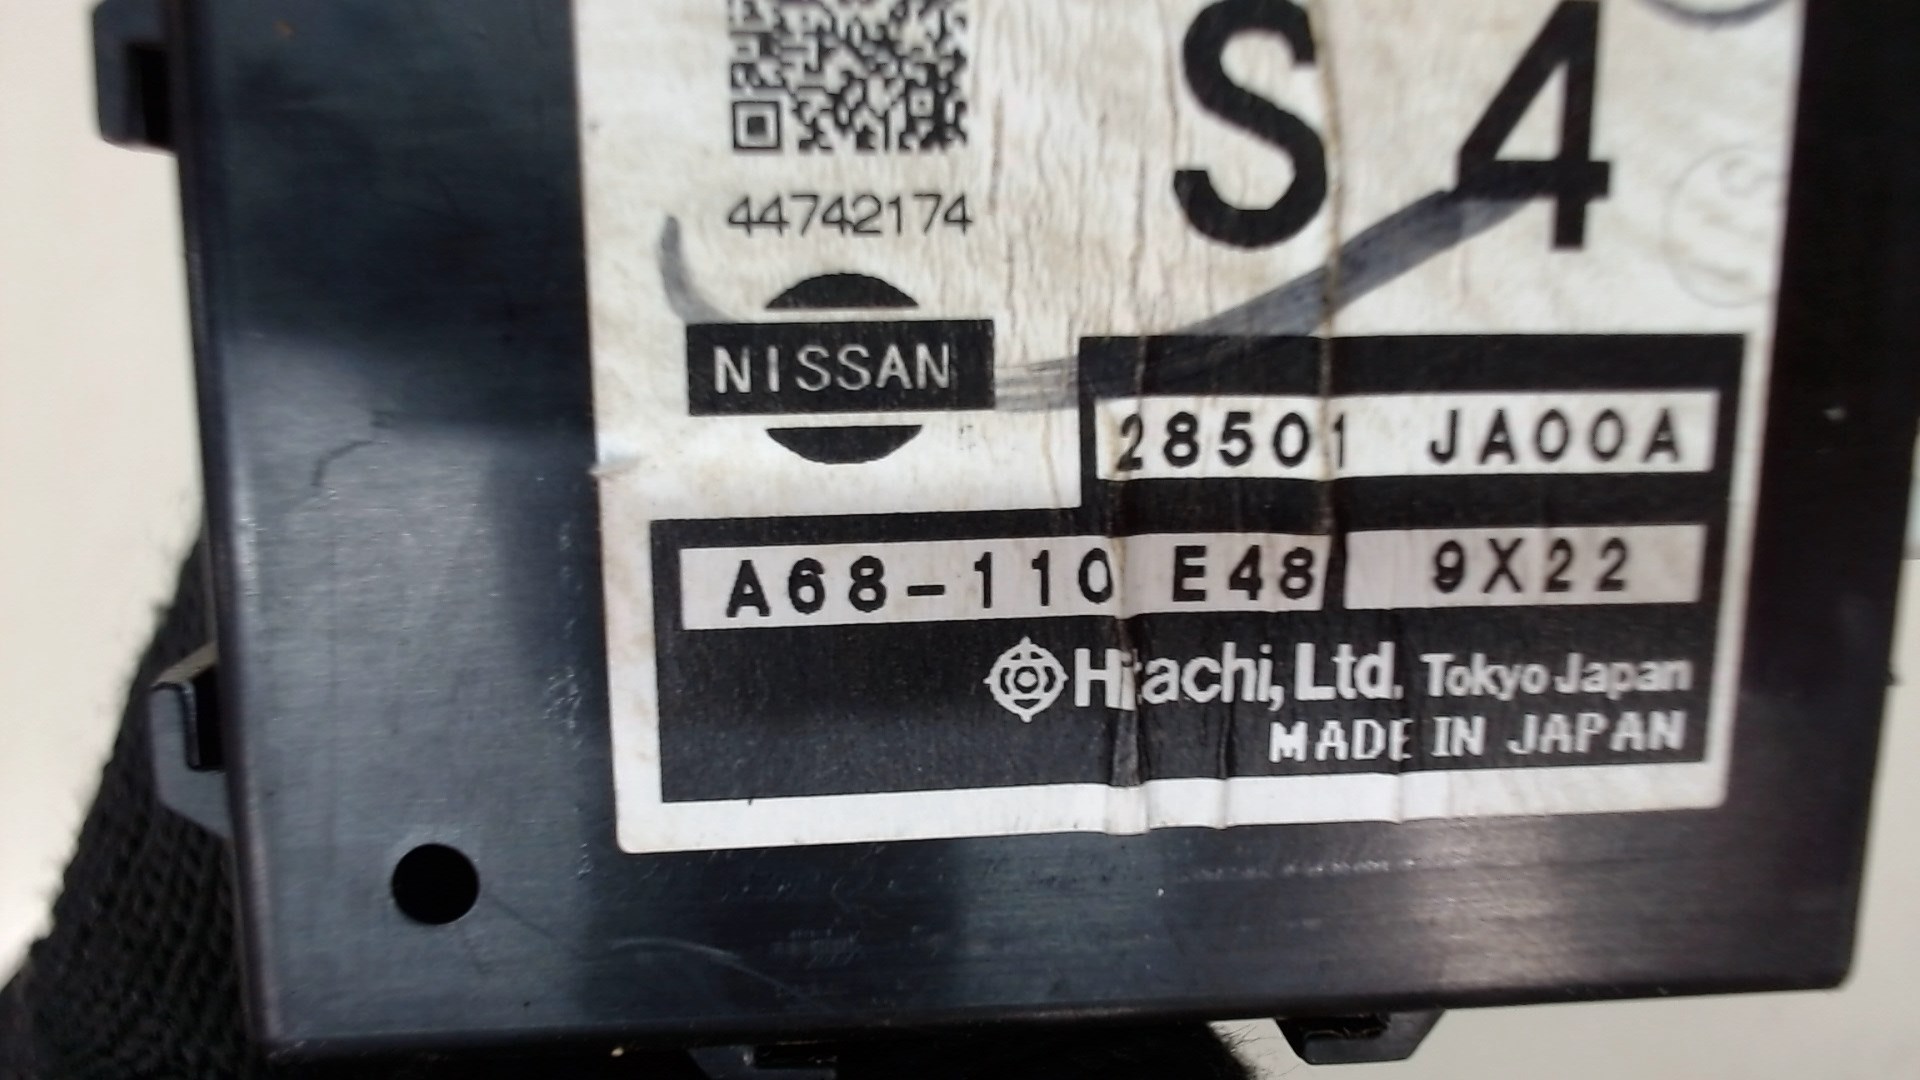 S 4
44742174
NISSAN
28501 JA00A
A68-110 E48 9X22
Hitachi, Ltd. Tokyo Japan
MADE IN JAPAN